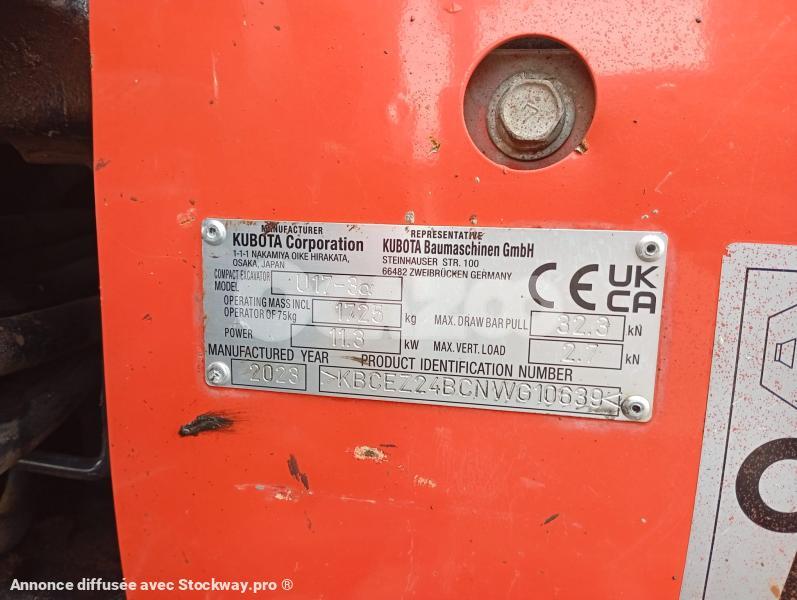 MANUFACTURER
KUBOTA Corporation
1-1-1 NAKAMIYA OIKE HIRAKATA,
OSAKA, JAPAN
REPRESENTATIVE
KUBOTA Baumaschinen GmbH
STEINHAUSER STR. 100
66482 ZWEIBRÜCKEN GERMANY
COMPACT EXCAVATOR
MODEL U17-3α
OPERATING MASS INCL
OPERATOR OF 75kg 1725 kg
POWER 11.3 kW
CE UK
CA
MAX. DRAW BAR PULL 32.3 kN
MAX. VERT. LOAD 2.7 kN
MANUFACTURED YEAR PRODUCT IDENTIFICATION NUMBER
2023 >KBCEZ24BCNWG10639<
Annonce diffusée avec Stockway.pro ®